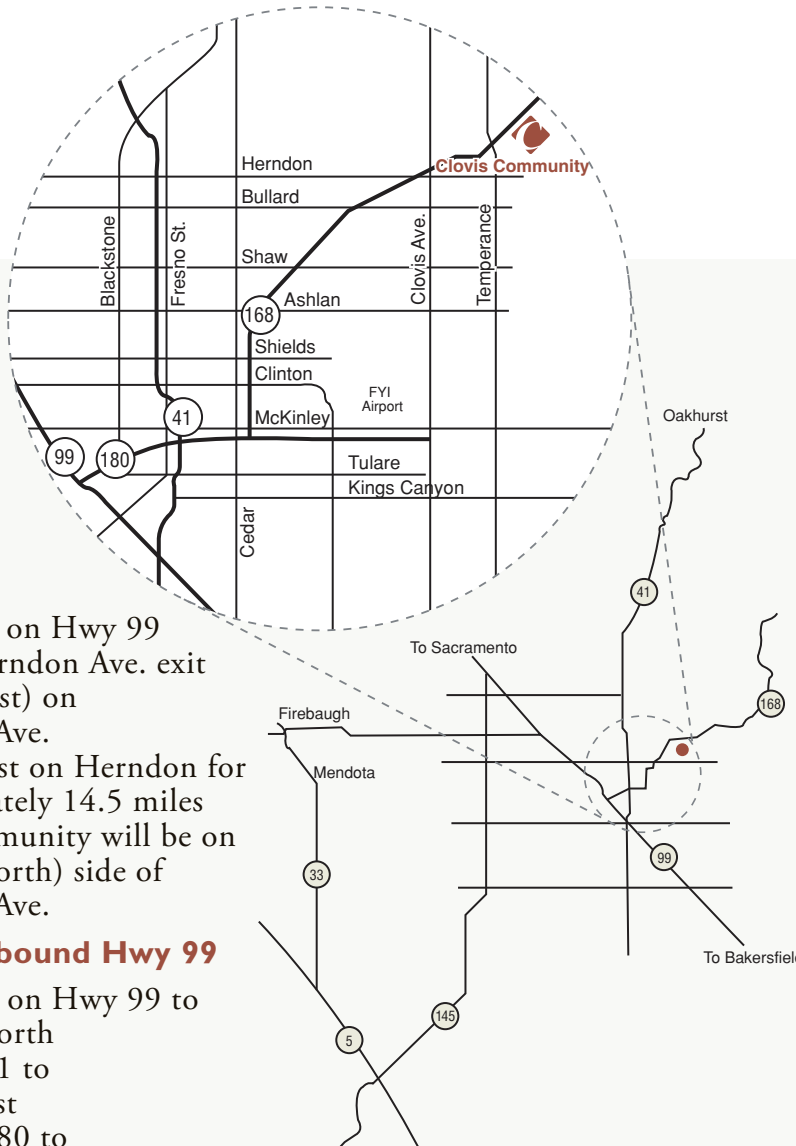 Herndon
Clovis Community
Bullard
Blackstone
Fresno St.
Clovis Ave.
Temperance
Shaw
Ashlan
168
Shields
Clinton
FYI
Airport
McKinley
41
99
180
Tulare
Kings Canyon
Cedar
Oakhurst
41
To Sacramento
168
Firebaugh
Mendota
33
99
To Bakersfield
145
5
on Hwy 99
rndon Ave. exit
st) on
Ave.
st on Herndon for
ately 14.5 miles
munity will be on
orth) side of
Ave.
bound Hwy 99
on Hwy 99 to
orth
1 to
st
80 to